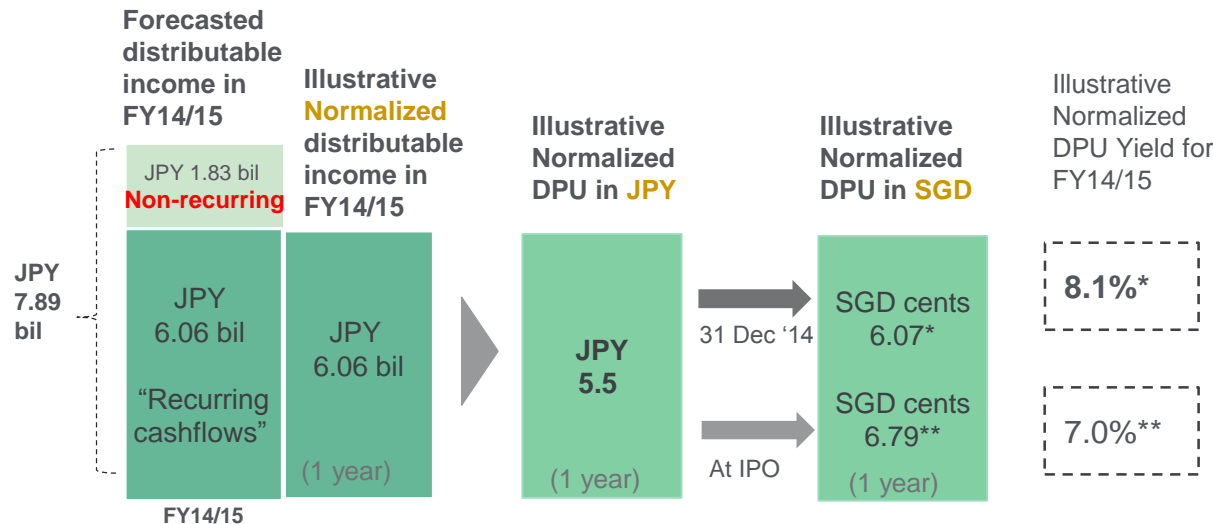 Forecasted
distributable
income in
FY14/15
JPY 1.83 bil
Non-recurring
JPY
7.89
bil
JPY
6.06 bil
“Recurring
cashflows”
FY14/15
Illustrative
Normalized
distributable
income in
FY14/15
JPY
6.06 bil
(1 year)
Illustrative
Normalized
DPU in JPY
JPY
5.5
(1 year)
31 Dec ‘14
At IPO
Illustrative
Normalized
DPU in SGD
SGD cents
6.07*
SGD cents
6.79**
(1 year)
Illustrative
Normalized
DPU Yield for
FY14/15
8.1%*
7.0%**